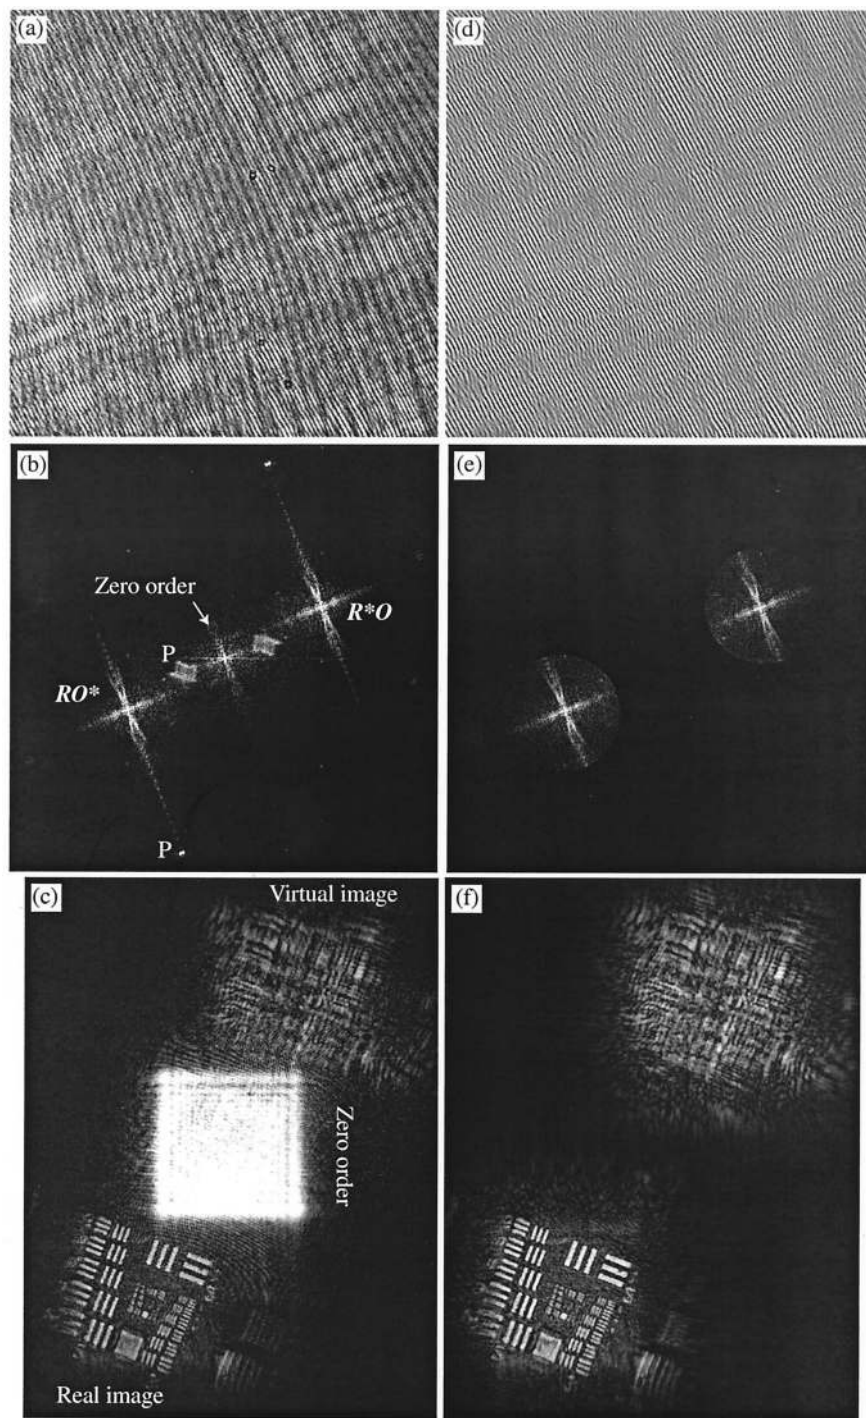 (a)
(d)
(b)
Zero order
R*O
P
RO*
P
(e)
(c)
Virtual image
Zero order
Real image
(f)